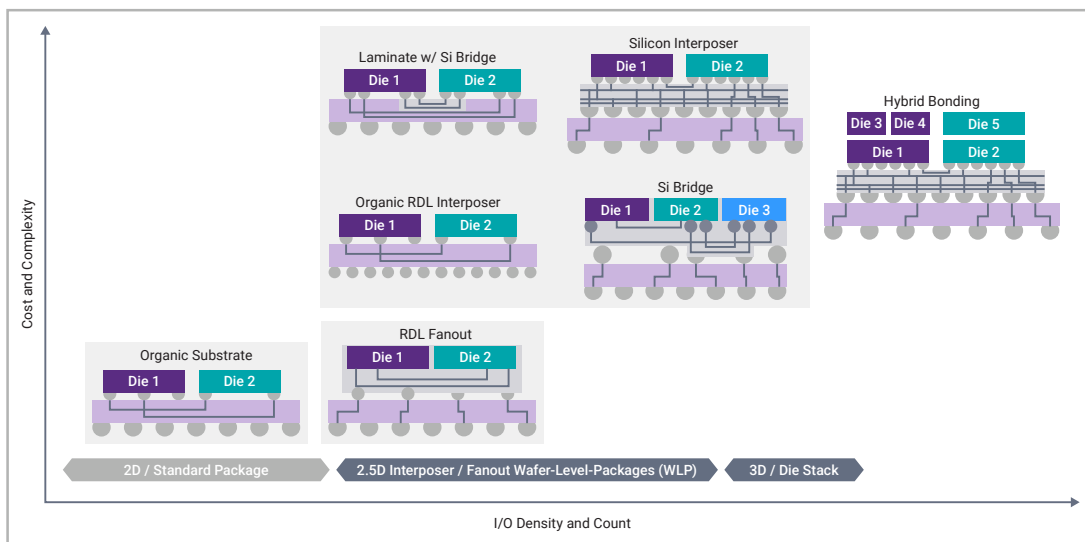 Cost and Complexity
Laminate w/ Si Bridge
Die 1 Die 2
Silicon Interposer
Die 1 Die 2
Hybrid Bonding
Die 3 Die 4 Die 5
Die 1 Die 2
Organic RDL Interposer
Die 1 Die 2
Si Bridge
Die 1 Die 2 Die 3
Organic Substrate
Die 1 Die 2
RDL Fanout
Die 1 Die 2
2D / Standard Package
2.5D Interposer / Fanout Wafer-Level-Packages (WLP)
3D / Die Stack
I/O Density and Count